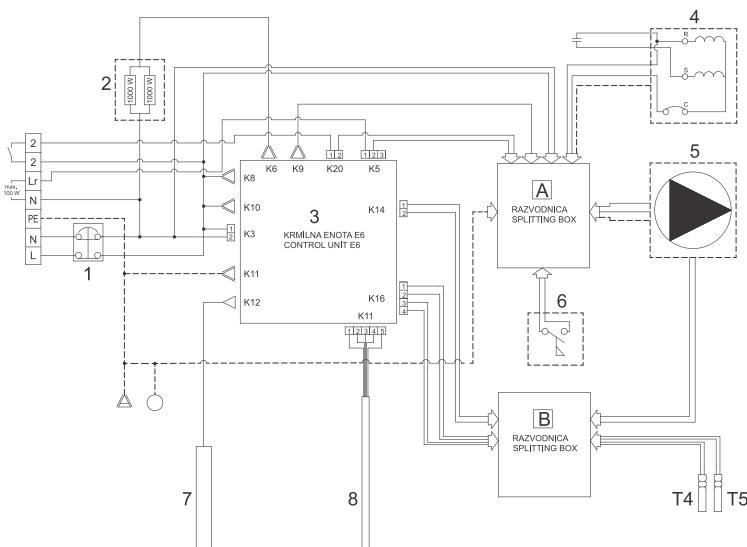 4
R
S
C
2
1000 W
1000 W
2
2
Lr
N
PE
N
L
max.
100 W
1
K6
K9
1 2
K20
1 2 3
K5
K8
K10
1
2
K3
K11
K12
3
KRMÍLNA ENOTA E6
CONTROL UNÍT E6
K14
1
2
K16
1
2
3
4
K11
1 2 3 4 5
A
RAZVODNICA
SPLITTING BOX
5
6
B
RAZVODNICA
SPLITTING BOX
7
8
T4
T5